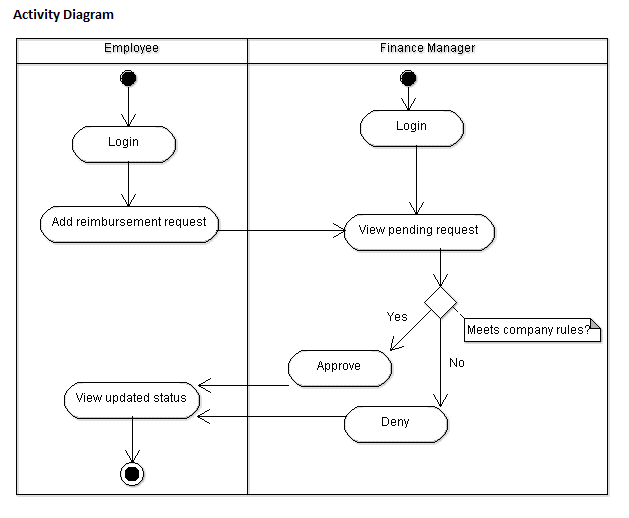 Activity Diagram
Employee
Finance Manager
Login
Login
Add reimbursement request
View pending request
Yes
Meets company rules?
No
Approve
View updated status
Deny